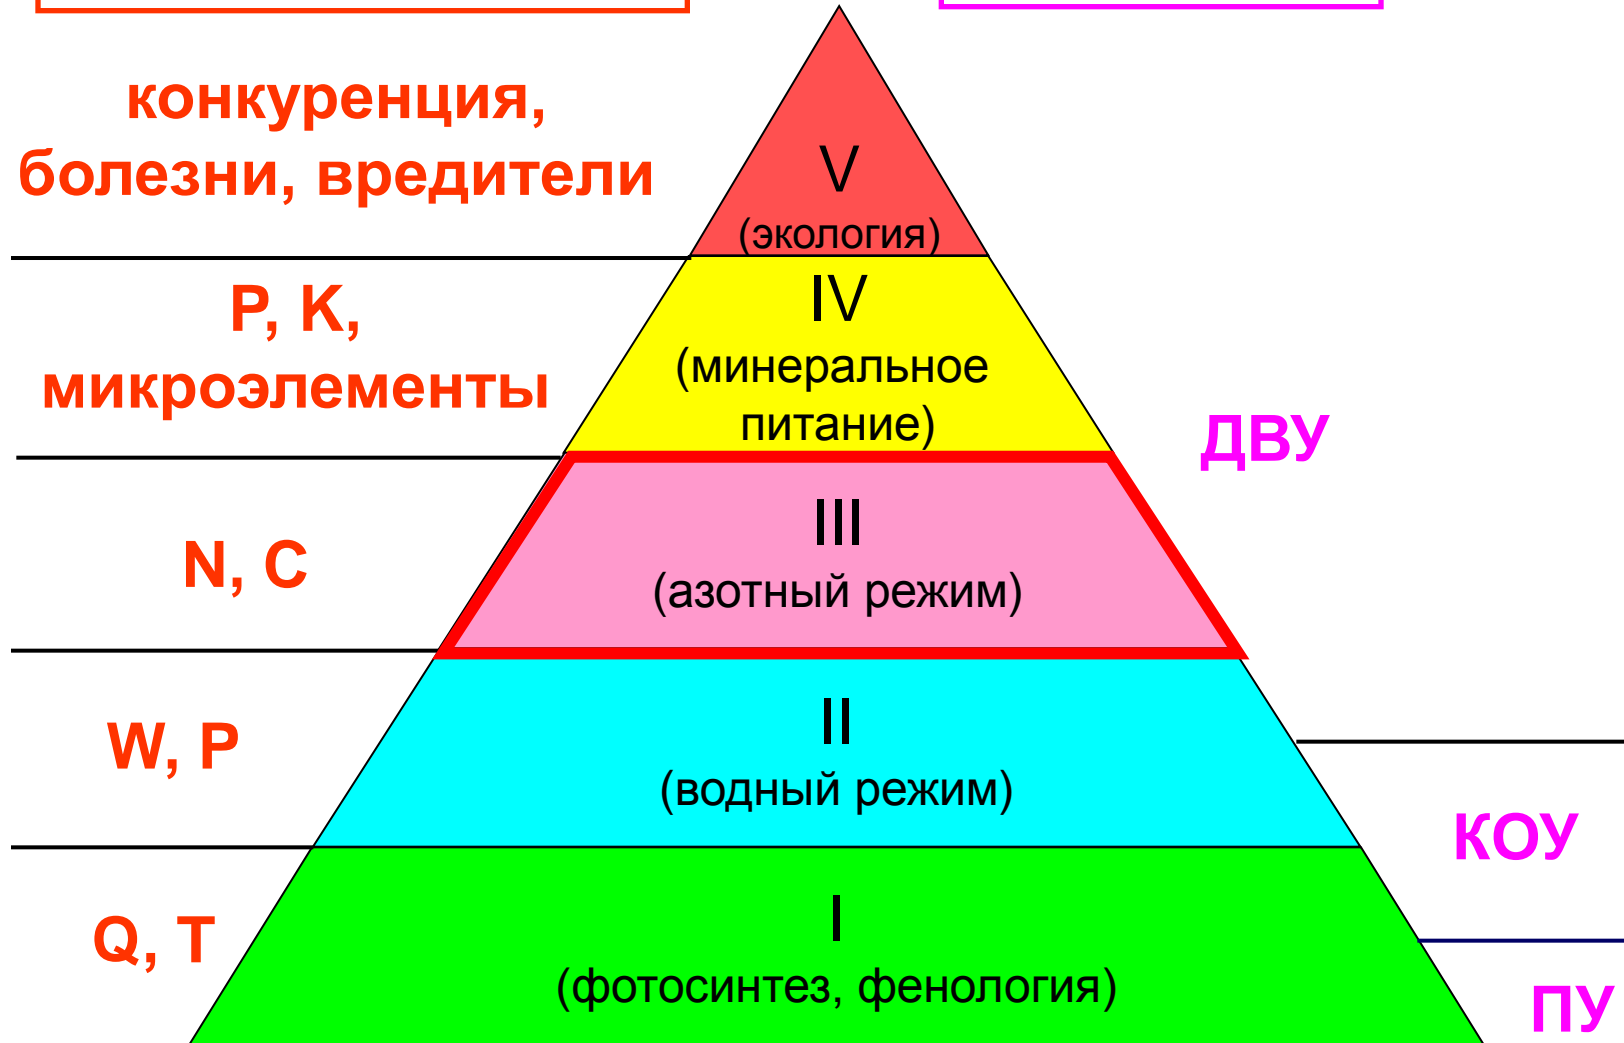 конкуренция,
болезни, вредители
V
(экология)
P, K,
микроэлементы
IV
(минеральное
питание)
ДВУ
N, C
III
(азотный режим)
W, P
II
(водный режим)
КОУ
Q, T
I
(фотосинтез, фенология)
ПУ